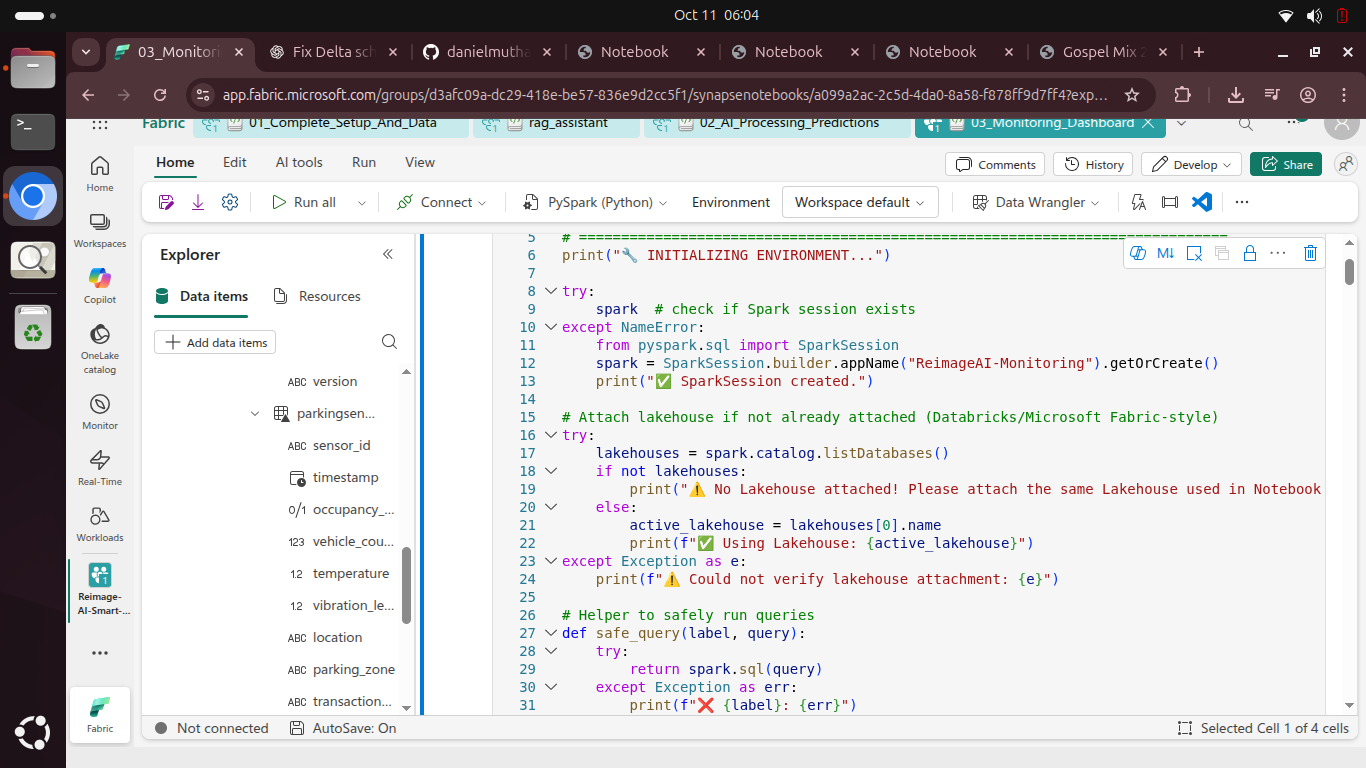 Oct 11 06:04
03_Monitori
Fix Delta sch
danielmutha
Notebook
Notebook
Notebook
Gospel Mix 2
app.fabric.microsoft.com/groups/d3afc09a-dc29-418e-be57-836e9d2cc5f1/synapsenotebooks/a099a2ac-2c5d-4da0-8a58-f878ff9d7ff4?exp...
Fabric
01_Complete_Setup_And_Data
rag_assistant
02_AI_Processing_Predictions
03_Monitoring_Dashboard
Home
Edit
AI tools
Run
View
Comments
History
Develop
Share
Run all
Connect
PySpark (Python)
Environment
Workspace default
Data Wrangler
Home
Workspaces
Copilot
OneLake
catalog
Monitor
Real-Time
Workloads
Reimage-
AI-Smart-...
Fabric
Explorer
Data items
Resources
Add data items
ABC version
parkingsen...
ABC sensor_id
timestamp
0/1 occupancy_...
123 vehicle_cou...
1.2 temperature
1.2 vibration_le...
ABC location
ABC parking_zone
ABC transaction...
M↓
5 # =============================================================================
6 print("🔧 INITIALIZING ENVIRONMENT...")
7
8 try:
9 spark # check if Spark session exists
10 except NameError:
11 from pyspark.sql import SparkSession
12 spark = SparkSession.builder.appName("ReimageAI-Monitoring").getOrCreate()
13 print("✅ SparkSession created.")
14
15 # Attach lakehouse if not already attached (Databricks/Microsoft Fabric-style)
16 try:
17 lakehouses = spark.catalog.listDatabases()
18 if not lakehouses:
19 print("⚠️ No Lakehouse attached! Please attach the same Lakehouse used in Notebook
20 else:
21 active_lakehouse = lakehouses[0].name
22 print(f"✅ Using Lakehouse: {active_lakehouse}")
23 except Exception as e:
24 print(f"⚠️ Could not verify lakehouse attachment: {e}")
25
26 # Helper to safely run queries
27 def safe_query(label, query):
28 try:
29 return spark.sql(query)
30 except Exception as err:
31 print(f"❌ {label}: {err}")
Not connected
AutoSave: On
Selected Cell 1 of 4 cells